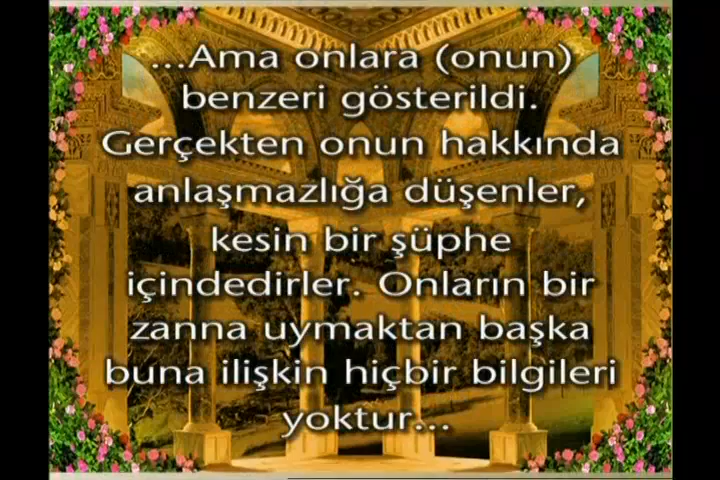 ...Ama onlara (onun)
benzeri gösterildi.
Gerçekten onun hakkında
anlaşmazlığa düşenler,
kesin bir şüphe
içindedirler. Onların bir
zanna uymaktan başka
buna ilişkin hiçbir bilgileri
yoktur...